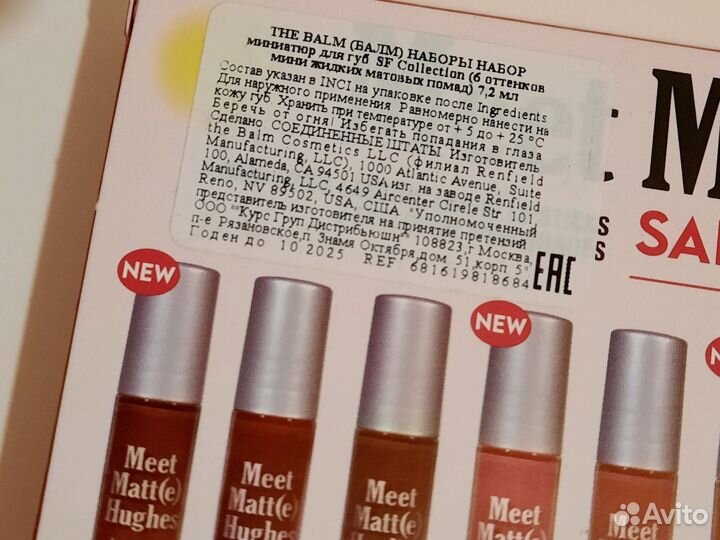 THE BALM (БАЛМ) НАБОРЫ НАБОР
миниатюр для губ SF Collection (6 оттенков
мини жидких матовых помад) 7,2 мл
Состав указан в INCI на упаковке после Ingredients
Для наружного применения Равномерно нанести на
кожу губ Хранить при температуре от + 5 до + 25 °C
Беречь от огня! Избегать попадания в глаза
Сделано СОЕДИНЕННЫЕ ШТАТЫ Изготовитель
the Balm Cosmetics LLC (филиал Renfield
Manufacturing, LLC) 1000 Atlantic Avenue, Suite
100, Alameda, CA 94501 USA изг. на заводе Renfield
Manufacturing, LLC, 4649 Aircenter Circle Str 101,
Reno, NV 89502, USA, США "Уполномоченный
представитель изготовителя на принятие претензий
ООО ""Курс Груп Дистрибьюшн" 108823, г Москва,
п-е Рязановское,п Знамя Октября,дом 51,корп 5"
Годен до 10.2025 REF: 681619818684 EAC
M
S SA
S
NEW
NEW
N
Meet
Matt(e)
Hughes
Meet
Matt(e)
Hughes
Meet
Matt(e)
Hughes
Meet
Matt(e)
Meet
Avito